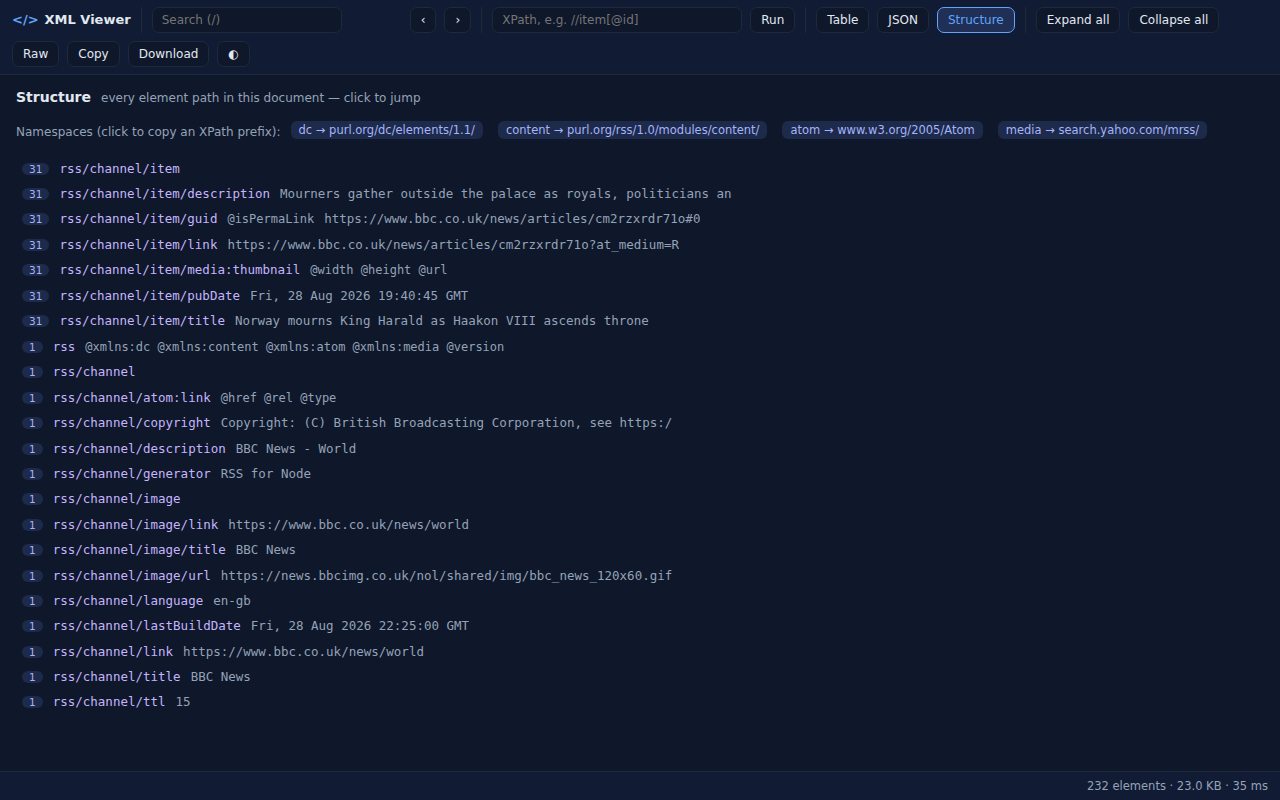 </> XML Viewer Search (/) ‹ › XPath, e.g. //item[@id] Run Table JSON Structure Expand all Collapse all
Raw Copy Download ◐
Structure every element path in this document — click to jump
Namespaces (click to copy an XPath prefix): dc → purl.org/dc/elements/1.1/ content → purl.org/rss/1.0/modules/content/ atom → www.w3.org/2005/Atom media → search.yahoo.com/mrss/
31 rss/channel/item
31 rss/channel/item/description Mourners gather outside the palace as royals, politicians an
31 rss/channel/item/guid @isPermaLink https://www.bbc.co.uk/news/articles/cm2rzxrdr71o#0
31 rss/channel/item/link https://www.bbc.co.uk/news/articles/cm2rzxrdr71o?at_medium=R
31 rss/channel/item/media:thumbnail @width @height @url
31 rss/channel/item/pubDate Fri, 28 Aug 2026 19:40:45 GMT
31 rss/channel/item/title Norway mourns King Harald as Haakon VIII ascends throne
1 rss @xmlns:dc @xmlns:content @xmlns:atom @xmlns:media @version
1 rss/channel
1 rss/channel/atom:link @href @rel @type
1 rss/channel/copyright Copyright: (C) British Broadcasting Corporation, see https:/
1 rss/channel/description BBC News - World
1 rss/channel/generator RSS for Node
1 rss/channel/image
1 rss/channel/image/link https://www.bbc.co.uk/news/world
1 rss/channel/image/title BBC News
1 rss/channel/image/url https://news.bbcimg.co.uk/nol/shared/img/bbc_news_120x60.gif
1 rss/channel/language en-gb
1 rss/channel/lastBuildDate Fri, 28 Aug 2026 22:25:00 GMT
1 rss/channel/link https://www.bbc.co.uk/news/world
1 rss/channel/title BBC News
1 rss/channel/ttl 15
232 elements · 23.0 KB · 35 ms